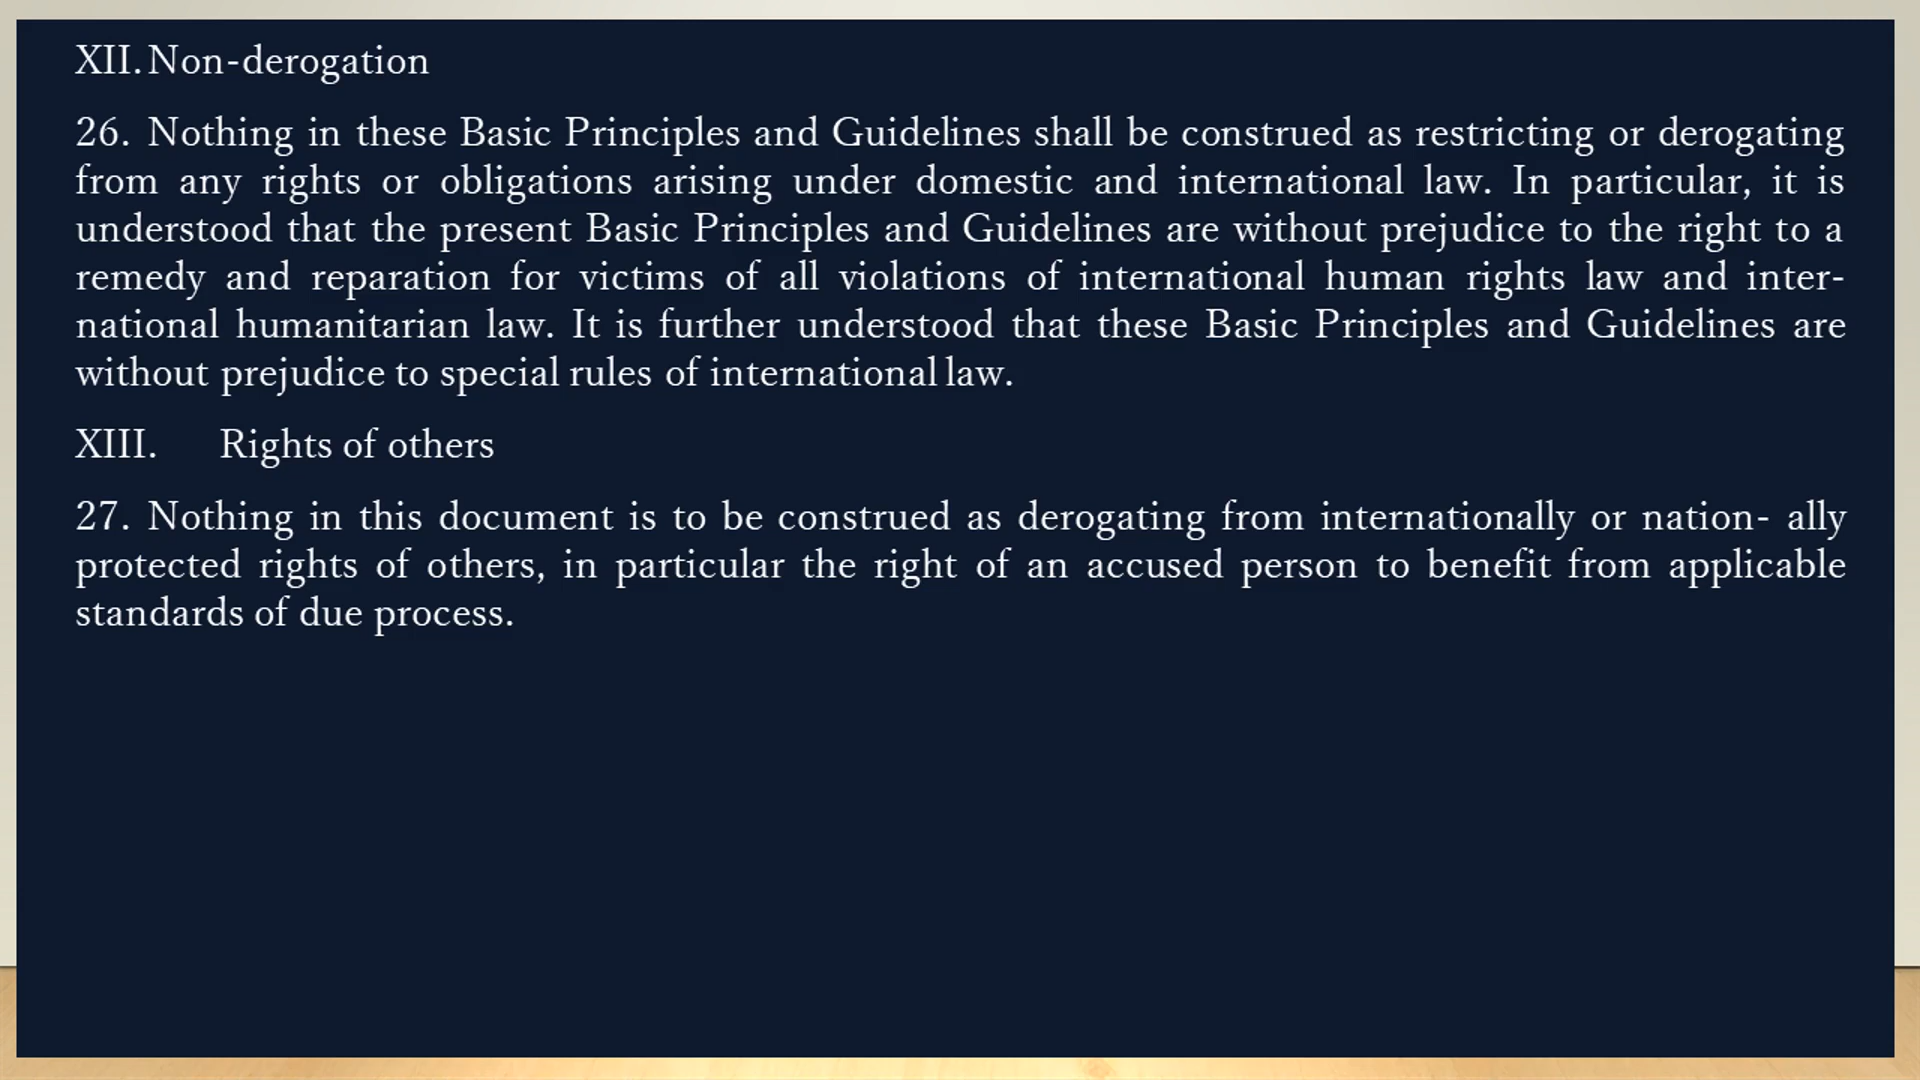 XII. Non-derogation
26. Nothing in these Basic Principles and Guidelines shall be construed as restricting or derogating
from any rights or obligations arising under domestic and international law. In particular, it is
understood that the present Basic Principles and Guidelines are without prejudice to the right to a
remedy and reparation for victims of all violations of international human rights law and inter-
national humanitarian law. It is further understood that these Basic Principles and Guidelines are
without prejudice to special rules of international law.
XIII. Rights of others
27. Nothing in this document is to be construed as derogating from internationally or nation- ally
protected rights of others, in particular the right of an accused person to benefit from applicable
standards of due process.